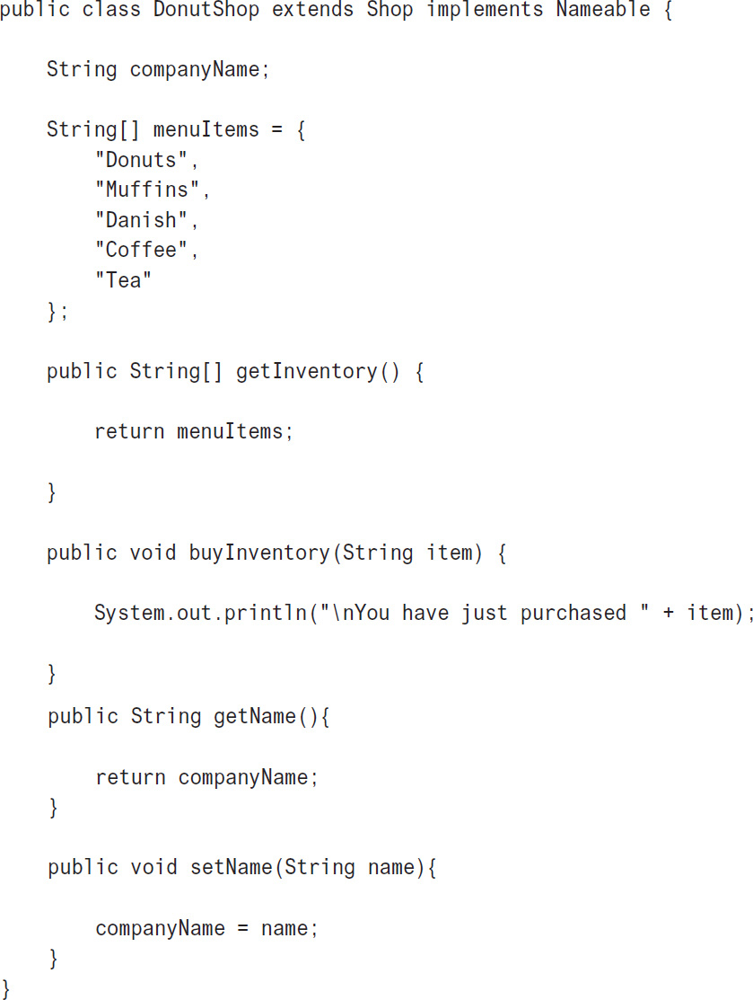 public class DonutShop extends Shop implements Nameable {
    String companyName;
    String[] menuItems = {
        "Donuts",
        "Muffins",
        "Danish",
        "Coffee",
        "Tea"
    };
    public String[] getInventory() {
        return menuItems;
    }
    public void buyInventory(String item) {
        System.out.println("\nYou have just purchased " + item);
    }
    public String getName(){
        return companyName;
    }
    public void setName(String name){
        companyName = name;
    }
}